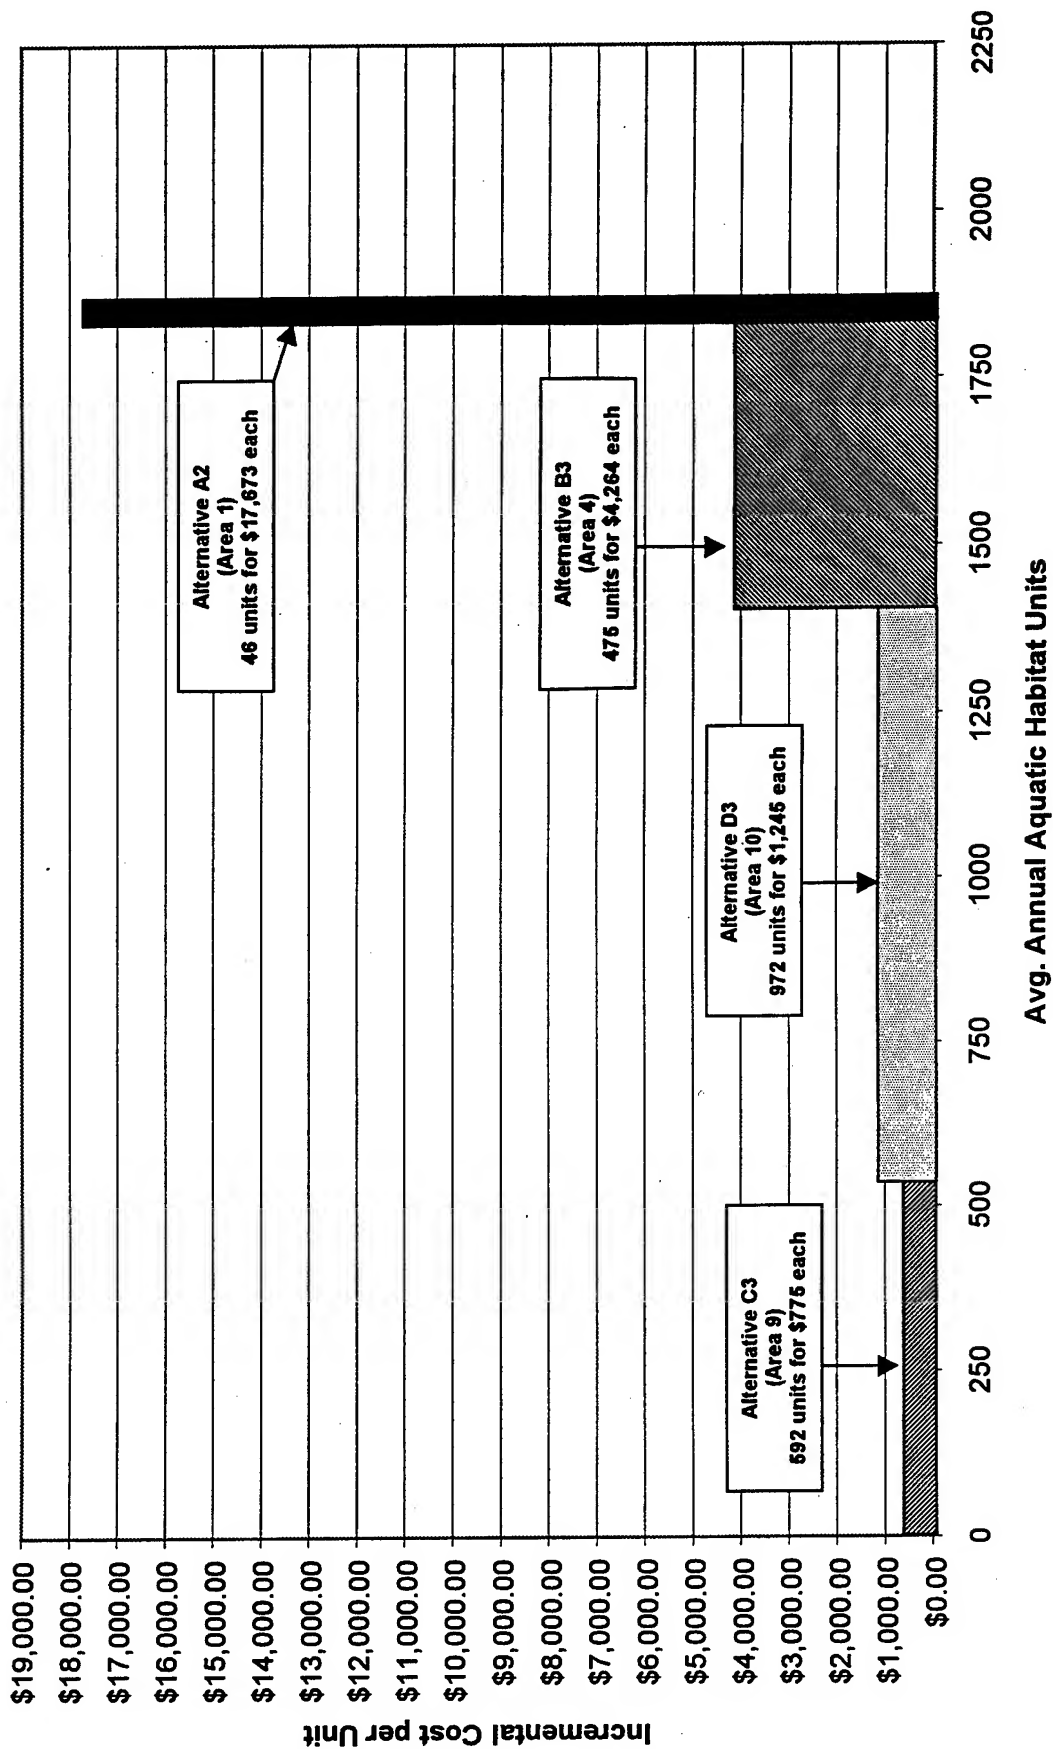 Incremental Cost per Unit
$19,000.00
$18,000.00
$17,000.00
$16,000.00
$15,000.00
$14,000.00
$13,000.00
$12,000.00
$11,000.00
$10,000.00
$9,000.00
$8,000.00
$7,000.00
$6,000.00
$5,000.00
$4,000.00
$3,000.00
$2,000.00
$1,000.00
$0.00
Alternative A2
(Area 1)
46 units for $17,673 each
Alternative B3
(Area 4)
475 units for $4,264 each
Alternative D3
(Area 10)
972 units for $1,245 each
Alternative C3
(Area 9)
592 units for $775 each
0
250
500
750
1000
1250
1500
1750
2000
2250
Avg. Annual Aquatic Habitat Units